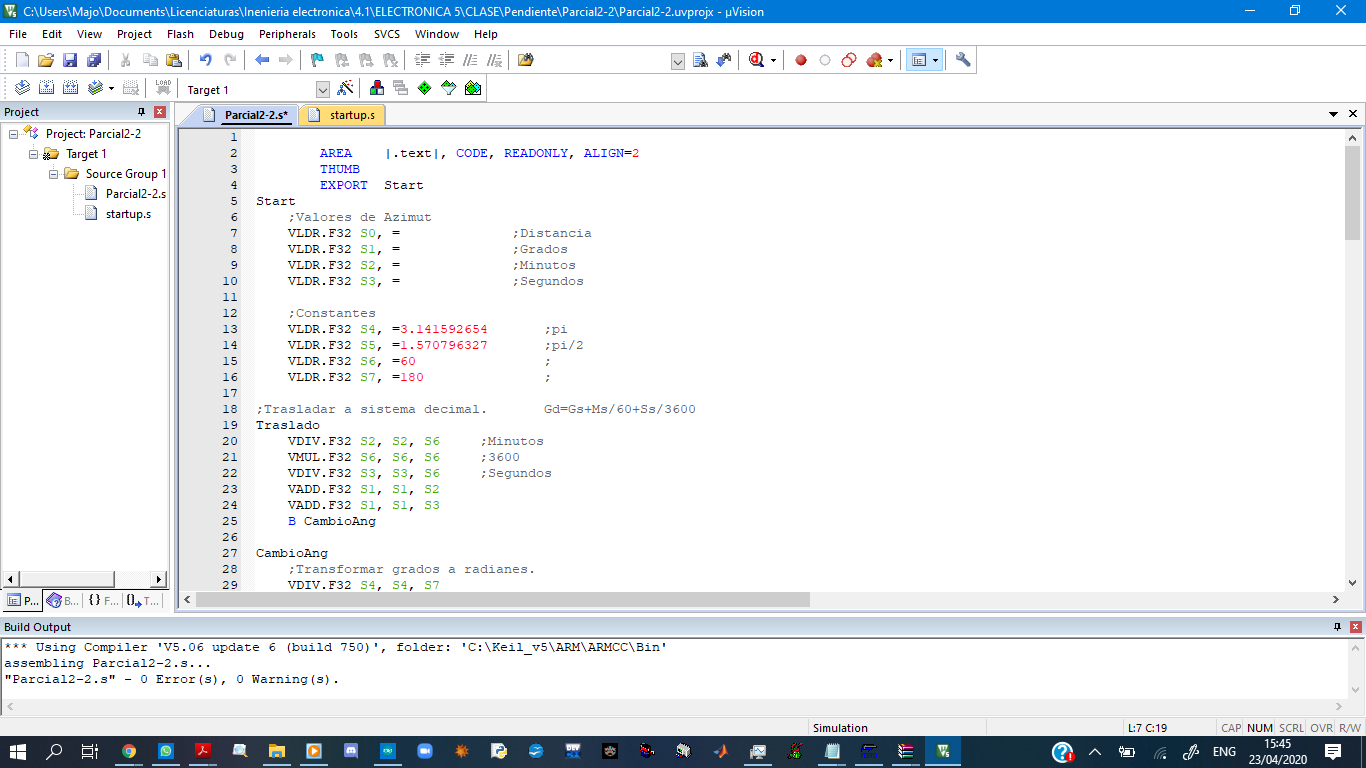 C:\Users\Majo\Documents\Licenciaturas\Inenieria electronica\4.1\ELECTRONICA 5\CLASE\Pendiente\Parcial2-2\Parcial2-2.uvprojx - µVision
File Edit View Project Flash Debug Peripherals Tools SVCS Window Help
LOAD
Target 1
Project
Parcial2-2.s*
startup.s
Project: Parcial2-2
Target 1
Source Group 1
Parcial2-2.s
startup.s
1
2 AREA |.text|, CODE, READONLY, ALIGN=2
3 THUMB
4 EXPORT Start
5 Start
6 ;Valores de Azimut
7 VLDR.F32 S0, = ;Distancia
8 VLDR.F32 S1, = ;Grados
9 VLDR.F32 S2, = ;Minutos
10 VLDR.F32 S3, = ;Segundos
11
12 ;Constantes
13 VLDR.F32 S4, =3.141592654 ;pi
14 VLDR.F32 S5, =1.570796327 ;pi/2
15 VLDR.F32 S6, =60 ;
16 VLDR.F32 S7, =180 ;
17
18 ;Trasladar a sistema decimal. Gd=Gs+Ms/60+Ss/3600
19 Traslado
20 VDIV.F32 S2, S2, S6 ;Minutos
21 VMUL.F32 S6, S6, S6 ;3600
22 VDIV.F32 S3, S3, S6 ;Segundos
23 VADD.F32 S1, S1, S2
24 VADD.F32 S1, S1, S3
25 B CambioAng
26
27 CambioAng
28 ;Transformar grados a radianes.
29 VDIV.F32 S4, S4, S7
P... B... {} F... T...
Build Output
*** Using Compiler 'V5.06 update 6 (build 750)', folder: 'C:\Keil_v5\ARM\ARMCC\Bin'
assembling Parcial2-2.s...
"Parcial2-2.s" - 0 Error(s), 0 Warning(s).
Simulation L:7 C:19 CAP NUM SCRL OVR R/W
ENG
15:45
23/04/2020